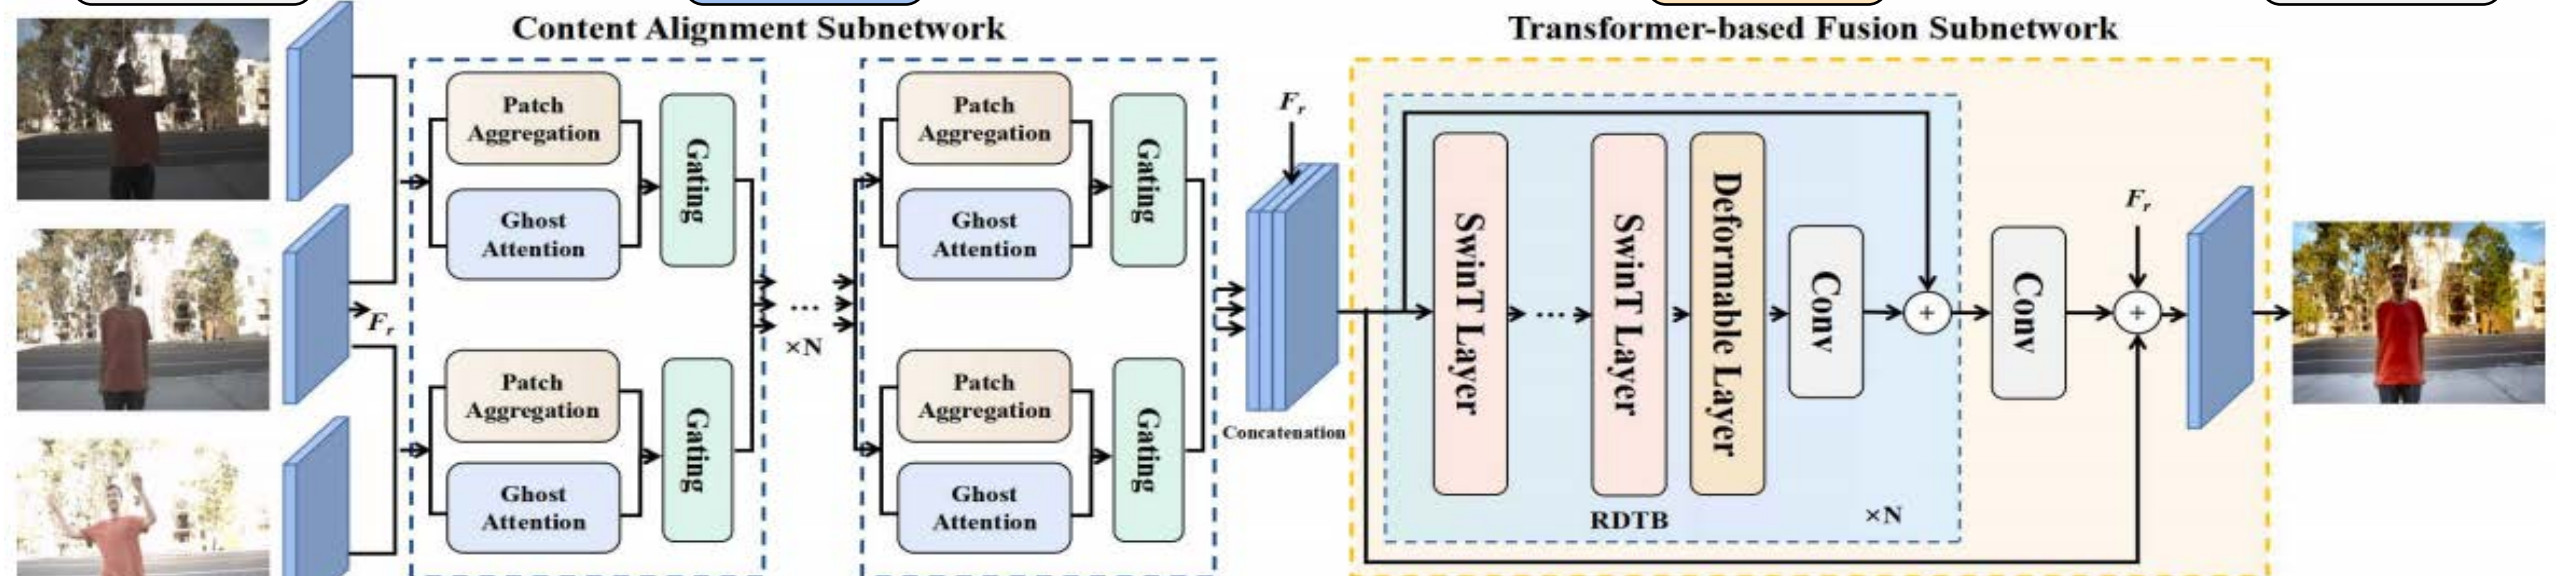 Content Alignment Subnetwork
Transformer-based Fusion Subnetwork
Patch
Aggregation
Ghost
Attention
Gating
Patch
Aggregation
Ghost
Attention
Gating
F_r
Patch
Aggregation
Ghost
Attention
Gating
... ×N
Patch
Aggregation
Ghost
Attention
Gating
F_r
Concatenation
SwinT Layer
...
SwinT Layer
Deformable Layer
Conv
+
RDTB
×N
Conv
F_r
+